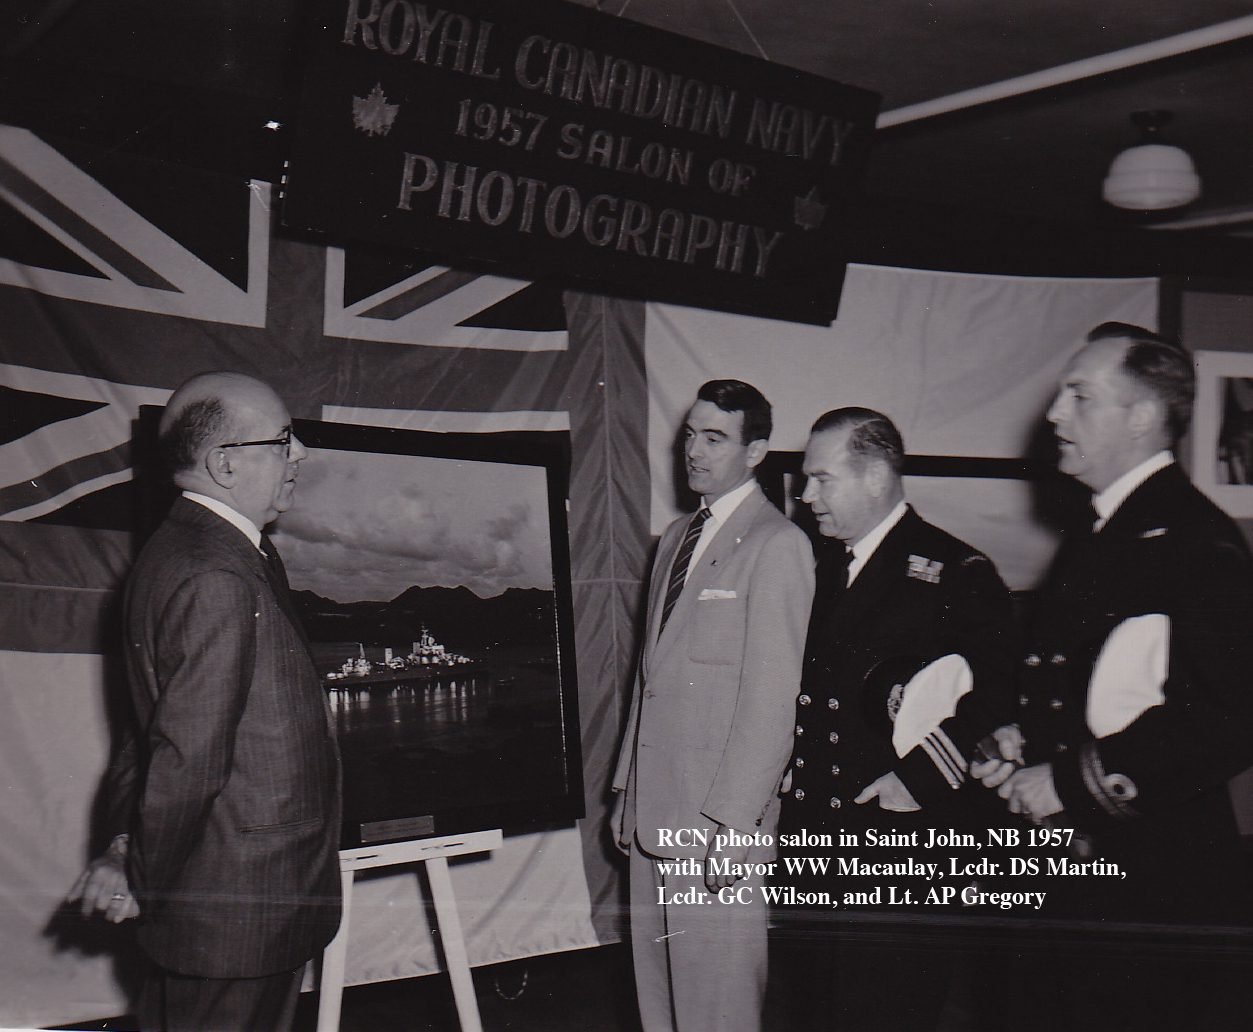 ROYAL CANADIAN NAVY
1957 SALON OF
PHOTOGRAPHY
RCN photo salon in Saint John, NB 1957
with Mayor WW Macaulay, Lcdr. DS Martin,
Lcdr. GC Wilson, and Lt. AP Gregory